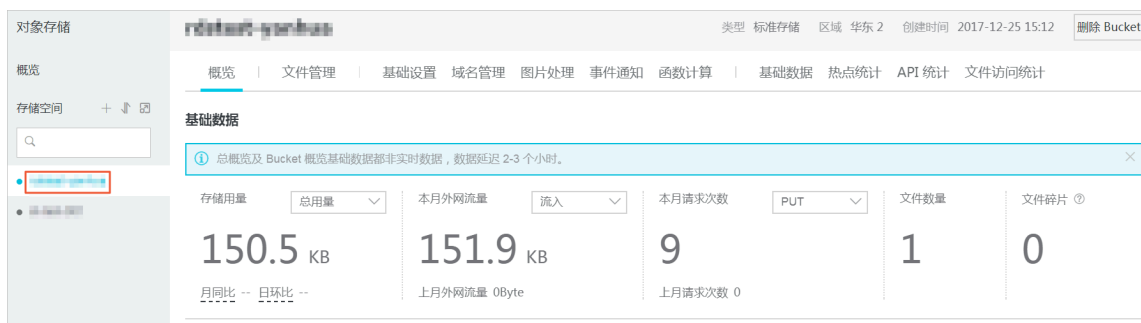 对象存储
类型 标准存储 区域 华东 2 创建时间 2017-12-25 15:12 删除 Bucket
概览
概览 文件管理 基础设置 域名管理 图片处理 事件通知 函数计算 基础数据 热点统计 API 统计 文件访问统计
存储空间
基础数据
总概览及 Bucket 概览基础数据都非实时数据，数据延迟 2-3 个小时。
存储用量 总用量 本月外网流量 流入 本月请求次数 PUT 文件数量 文件碎片
150.5 KB 151.9 KB 9 1 0
月同比 -- 日环比 -- 上月外网流量 0Byte 上月请求次数 0